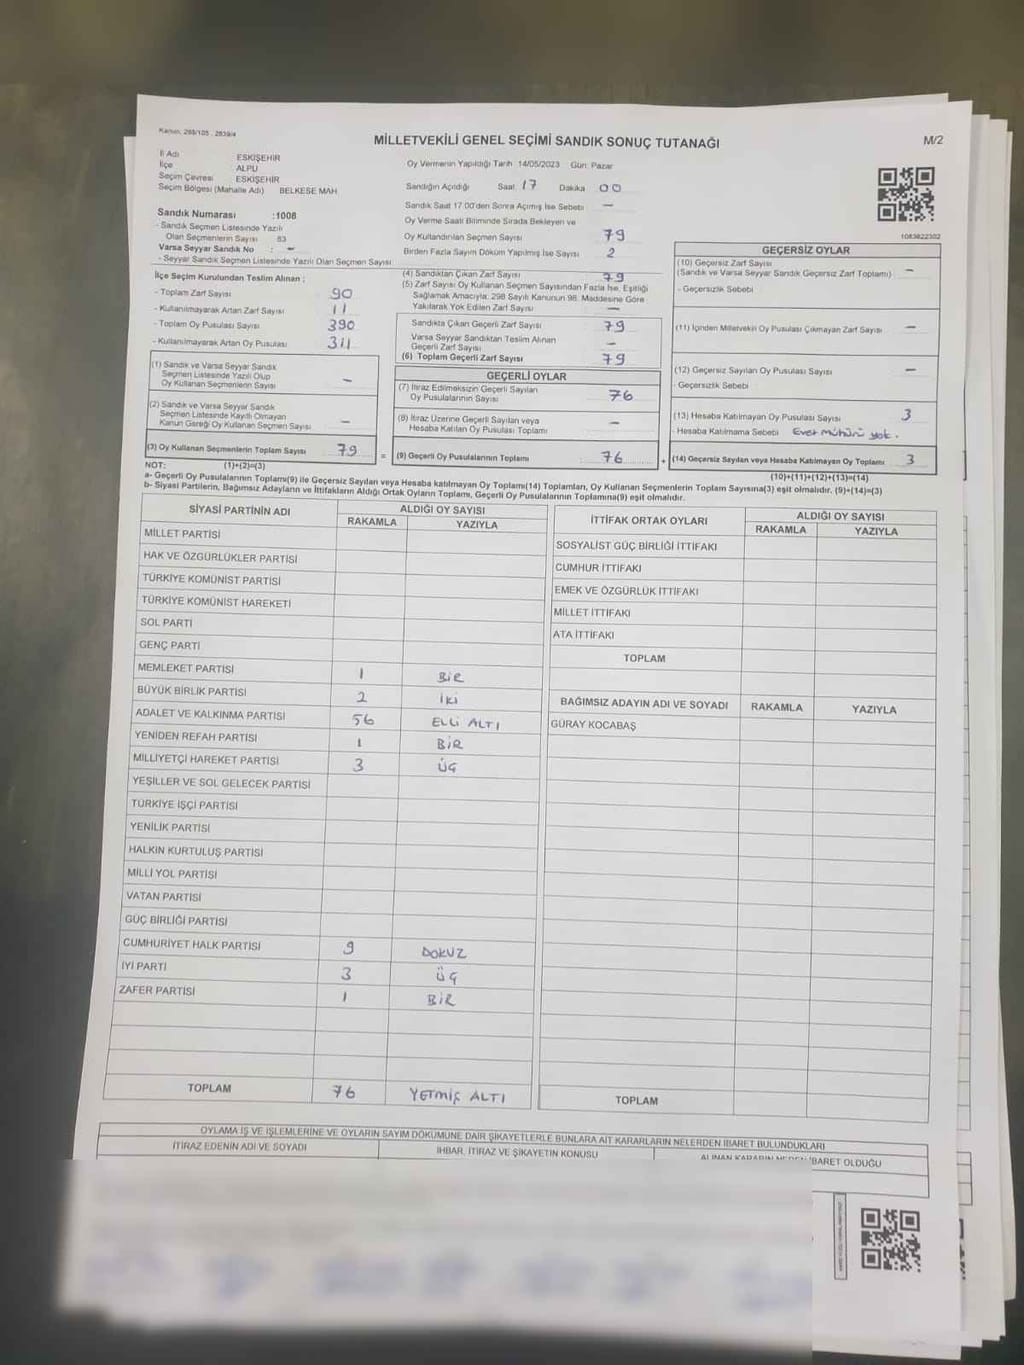 Kanun: 298/105 , 2839/4
MİLLETVEKİLİ GENEL SEÇİMİ SANDIK SONUÇ TUTANAĞI
M/2
İl Adı ESKİŞEHİR
İlçe ALPU
Seçim Çevresi ESKİŞEHİR
Seçim Bölgesi (Mahalle Adı) BELKESE MAH
Sandık Numarası :1008
- Sandık Seçmen Listesinde Yazılı
Olan Seçmenlerin Sayısı 83
Varsa Seyyar Sandık No : -
- Seyyar Sandık Seçmen Listesinde Yazılı Olan Seçmen Sayısı
İlçe Seçim Kurulundan Teslim Alınan :
- Toplam Zarf Sayısı 90
- Kullanılmayarak Artan Zarf Sayısı 11
- Toplam Oy Pusulası Sayısı 390
- Kullanılmayarak Artan Oy Pusulası 311
(1) Sandık ve Varsa Seyyar Sandık
Seçmen Listesinde Yazılı Olup
Oy Kullanan Seçmenlerin Sayısı -
(2) Sandık ve Varsa Seyyar Sandık
Seçmen Listesinde Kayıtlı Olmayan
Kanun Gereği Oy Kullanan Seçmen Sayısı -
(3) Oy Kullanan Seçmenlerin Toplam Sayısı 79
Oy Vermenin Yapıldığı Tarih 14/05/2023 Gün: Pazar
Sandığın Açıldığı Saat 17 Dakika 00
Sandık Saat 17.00'den Sonra Açılmış İse Sebebi -
Oy Verme Saati Bitiminde Sırada Bekleyen ve
Oy Kullandırılan Seçmen Sayısı 79
Birden Fazla Sayım Döküm Yapılmış İse Sayısı 2
(4) Sandıktan Çıkan Zarf Sayısı 79
(5) Zarf Sayısı Oy Kullanan Seçmen Sayısından Fazla İse, Eşitliği
Sağlamak Amacıyla; 298 Sayılı Kanunun 98. Maddesine Göre
Yakılarak Yok Edilen Zarf Sayısı -
Sandıkta Çıkan Geçerli Zarf Sayısı 79
Varsa Seyyar Sandıktan Teslim Alınan
Geçerli Zarf Sayısı -
(6) Toplam Geçerli Zarf Sayısı 79
GEÇERLİ OYLAR
(7) İtiraz Edilmeksizin Geçerli Sayılan
Oy Pusulalarının Sayısı 76
(8) İtiraz Üzerine Geçerli Sayılan veya
Hesaba Katılan Oy Pusulası Toplamı -
= (9) Geçerli Oy Pusulalarının Toplamı 76
1083822302
GEÇERSİZ OYLAR
(10) Geçersiz Zarf Sayısı
(Sandık ve Varsa Seyyar Sandık Geçersiz Zarf Toplamı) -
- Geçersizlik Sebebi
(11) İçinden Milletvekili Oy Pusulası Çıkmayan Zarf Sayısı -
(12) Geçersiz Sayılan Oy Pusulası Sayısı -
- Geçersizlik Sebebi
(13) Hesaba Katılmayan Oy Pusulası Sayısı 3
- Hesaba Katılmama Sebebi Evet mühürü yok.
+ (14) Geçersiz Sayılan veya Hesaba Katılmayan Oy Toplamı 3
NOT: (1)+(2)=(3) (10)+(11)+(12)+(13)=(14)
a- Geçerli Oy Pusulalarının Toplamı(9) ile Geçersiz Sayılan veya Hesaba katılmayan Oy Toplamı(14) Toplamları, Oy Kullanan Seçmenlerin Toplam Sayısına(3) eşit olmalıdır. (9)+(14)=(3)
b- Siyasi Partilerin, Bağımsız Adayların ve İttifakların Aldığı Ortak Oyların Toplamı, Geçerli Oy Pusulalarının Toplamına(9) eşit olmalıdır.
SİYASİ PARTİNİN ADI ALDIĞI OY SAYISI
RAKAMLA YAZIYLA
MİLLET PARTİSİ
HAK VE ÖZGÜRLÜKLER PARTİSİ
TÜRKİYE KOMÜNİST PARTİSİ
TÜRKİYE KOMÜNİST HAREKETİ
SOL PARTİ
GENÇ PARTİ
MEMLEKET PARTİSİ 1 BİR
BÜYÜK BİRLİK PARTİSİ 2 İKİ
ADALET VE KALKINMA PARTİSİ 56 ELLİ ALTI
YENİDEN REFAH PARTİSİ 1 BİR
MİLLİYETÇİ HAREKET PARTİSİ 3 ÜÇ
YEŞİLLER VE SOL GELECEK PARTİSİ
TÜRKİYE İŞÇİ PARTİSİ
YENİLİK PARTİSİ
HALKIN KURTULUŞ PARTİSİ
MİLLİ YOL PARTİSİ
VATAN PARTİSİ
GÜÇ BİRLİĞİ PARTİSİ
CUMHURİYET HALK PARTİSİ 9 DOKUZ
İYİ PARTİ 3 ÜÇ
ZAFER PARTİSİ 1 BİR
TOPLAM 76 YETMİŞ ALTI
İTTİFAK ORTAK OYLARI ALDIĞI OY SAYISI
RAKAMLA YAZIYLA
SOSYALİST GÜÇ BİRLİĞİ İTTİFAKI
CUMHUR İTTİFAKI
EMEK VE ÖZGÜRLÜK İTTİFAKI
MİLLET İTTİFAKI
ATA İTTİFAKI
TOPLAM
BAĞIMSIZ ADAYIN ADI VE SOYADI RAKAMLA YAZIYLA
GÜRAY KOCABAŞ
TOPLAM
OYLAMA İŞ VE İŞLEMLERİNE VE OYLARIN SAYIM DÖKÜMÜNE DAİR ŞİKAYETLERLE BUNLARA AİT KARARLARIN NELERDEN İBARET BULUNDUKLARI
İTİRAZ EDENİN ADI VE SOYADI İHBAR, İTİRAZ VE ŞİKAYETİN KONUSU ALINAN KARARIN NEDEN İBARET OLDUĞU